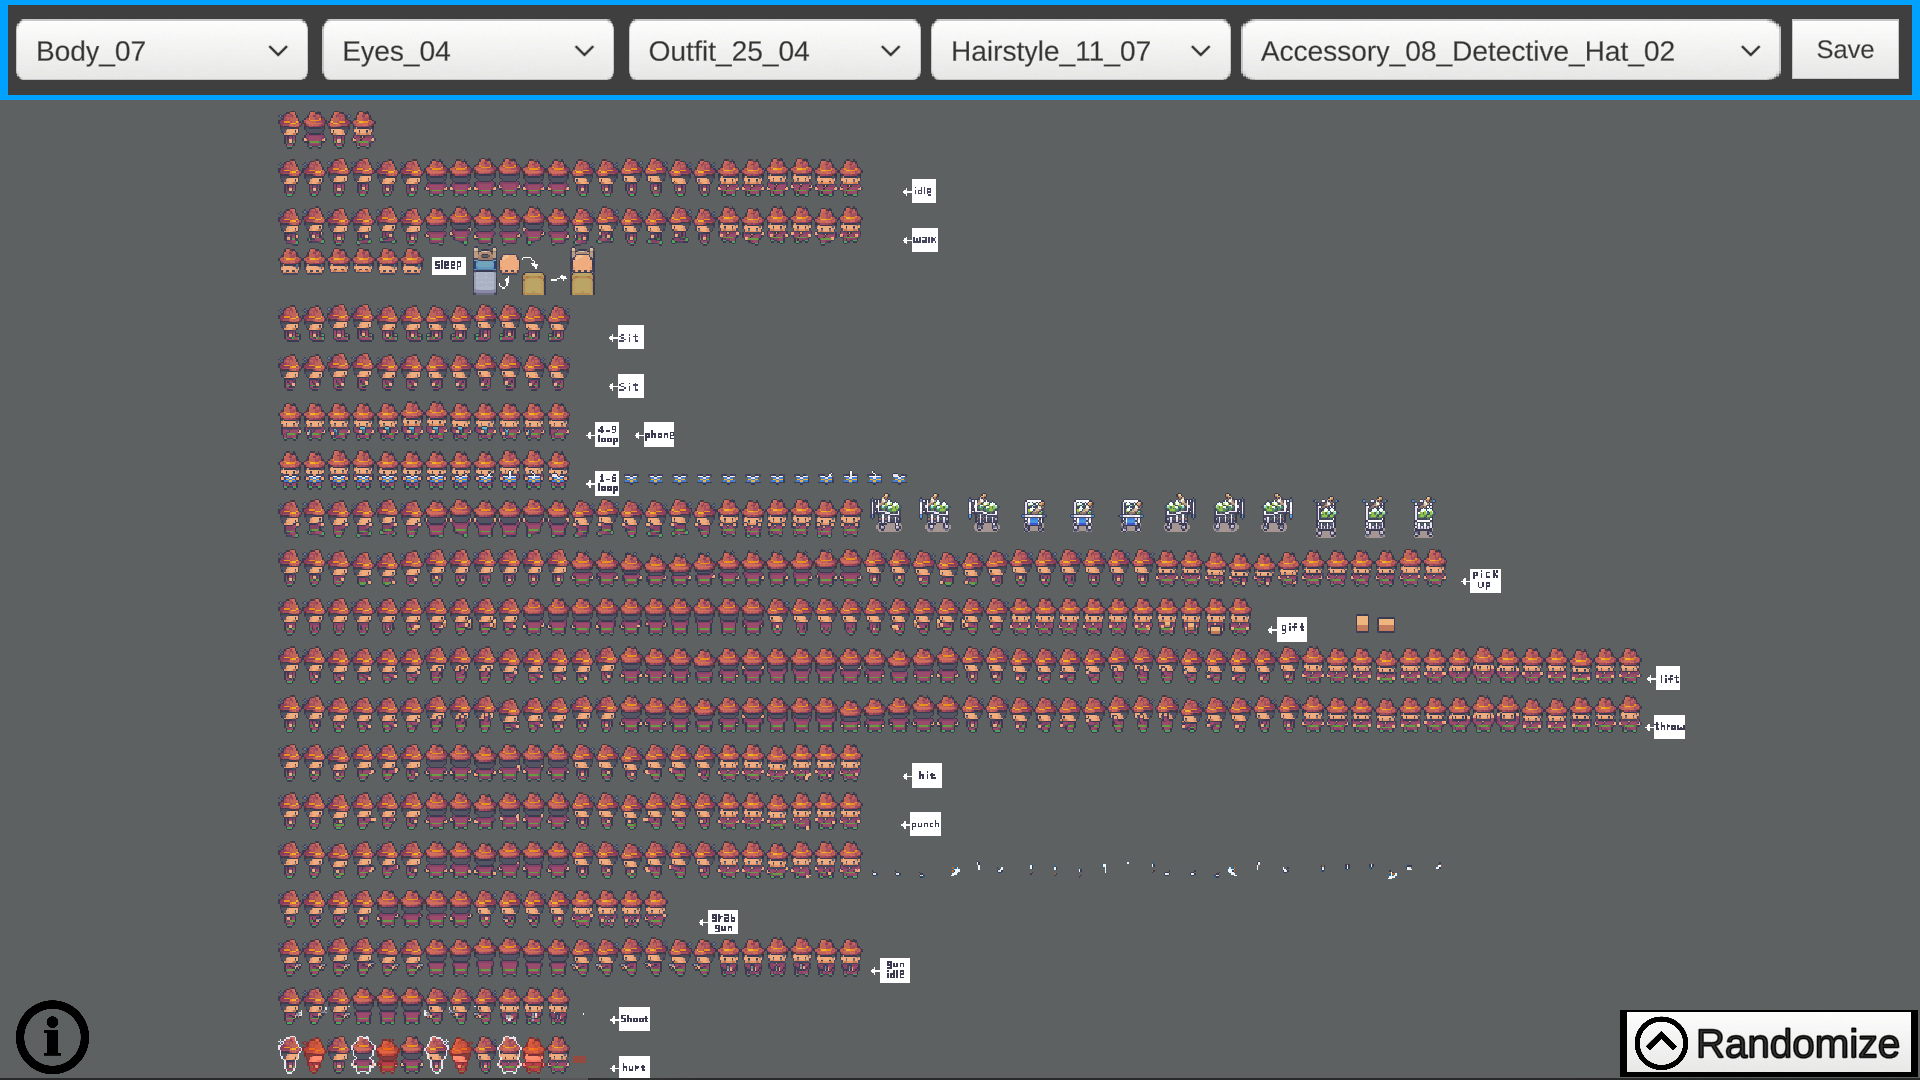 Body_07
Eyes_04
Outfit_25_04
Hairstyle_11_07
Accessory_08_Detective_Hat_02
Save
idle
walk
sleep
sit
sit
4-9
loop
phone
1-6
loop
pick
up
gift
lift
throw
hit
punch
grab
gun
gun
idle
Shoot
hurt
i
Randomize